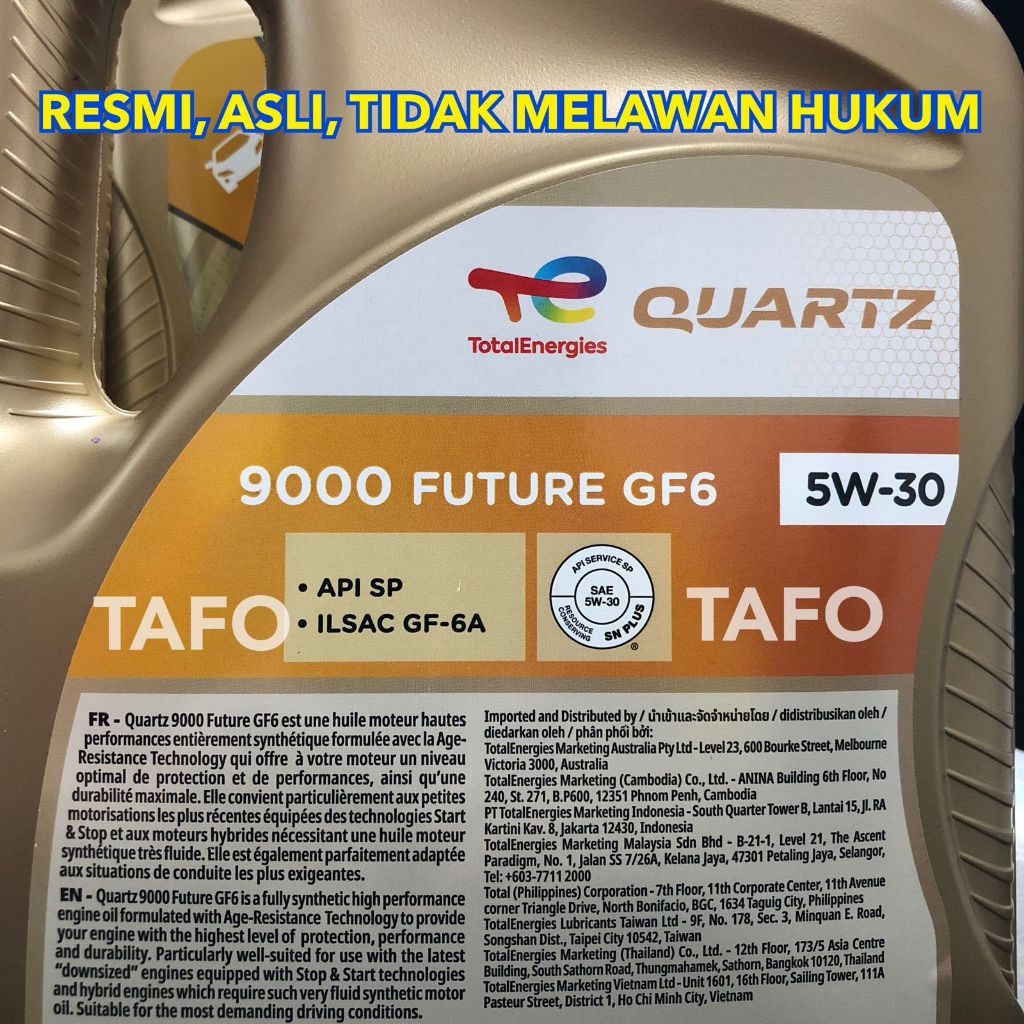 RESMI, ASLI, TIDAK MELAWAN HUKUM
TotalEnergies
QUARTZ
9000 FUTURE GF6
5W-30
• API SP
• ILSAC GF-6A
API SERVICE SP
SAE
5W-30
RESOURCE
CONSERVING
SN PLUS
®
TAFO
TAFO
FR - Quartz 9000 Future GF6 est une huile moteur hautes
performances entièrement synthétique formulée avec la Age-
Resistance Technology qui offre à votre moteur un niveau
optimal de protection et de performances, ainsi qu'une
durabilité maximale. Elle convient particulièrement aux petites
motorisations les plus récentes équipées des technologies Start
& Stop et aux moteurs hybrides nécessitant une huile moteur
synthétique très fluide. Elle est également parfaitement adaptée
aux situations de conduite les plus exigeantes.
EN - Quartz 9000 Future GF6 is a fully synthetic high performance
engine oil formulated with Age-Resistance Technology to provide
your engine with the highest level of protection, performance
and durability. Particularly well-suited for use with the latest
"downsized" engines equipped with Stop & Start technologies
and hybrid engines which require such very fluid synthetic motor
oil. Suitable for the most demanding driving conditions.
Imported and Distributed by / นำเข้าและจัดจำหน่ายโดย / didistribusikan oleh /
diedarkan oleh / phân phối bởi:
TotalEnergies Marketing Australia Pty Ltd - Level 23, 600 Bourke Street, Melbourne
Victoria 3000, Australia
TotalEnergies Marketing (Cambodia) Co., Ltd. - ANINA Building 6th Floor, No
240, St. 271, B.P600, 12351 Phnom Penh, Cambodia
PT TotalEnergies Marketing Indonesia - South Quarter Tower B, Lantai 15, Jl. RA
Kartini Kav. 8, Jakarta 12430, Indonesia
TotalEnergies Marketing Malaysia Sdn Bhd - B-21-1, Level 21, The Ascent
Paradigm, No. 1, Jalan SS 7/26A, Kelana Jaya, 47301 Petaling Jaya, Selangor,
Tel: +603-7711 2000
Total (Philippines) Corporation - 7th Floor, 11th Corporate Center, 11th Avenue
corner Triangle Drive, North Bonifacio, BGC, 1634 Taguig City, Philippines
TotalEnergies Lubricants Taiwan Ltd - 9F, No. 178, Sec. 3, Minquan E. Road,
Songshan Dist., Taipei City 10542, Taiwan
TotalEnergies Marketing (Thailand) Co., Ltd. - 12th Floor, 173/5 Asia Centre
Building, South Sathorn Road, Thungmahamek, Sathorn, Bangkok 10120, Thailand
TotalEnergies Marketing Vietnam Ltd - Unit 1601, 16th Floor, Sailing Tower, 111A
Pasteur Street, District 1, Ho Chi Minh City, Vietnam